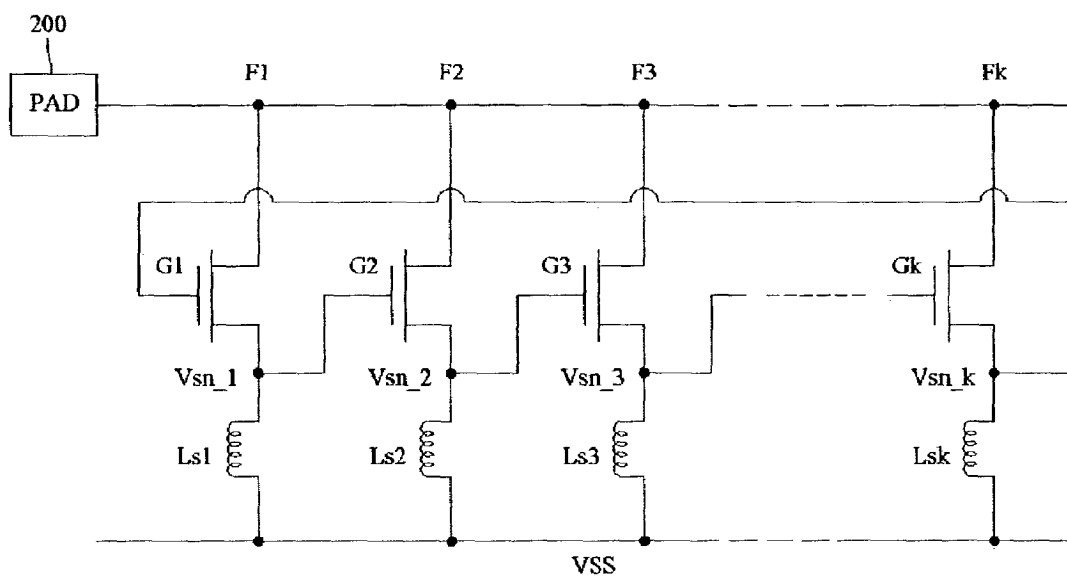 200
PAD
F1 F2 F3 Fk
G1 G2 G3 Gk
Vsn_1 Vsn_2 Vsn_3 Vsn_k
Ls1 Ls2 Ls3 Lsk
VSS